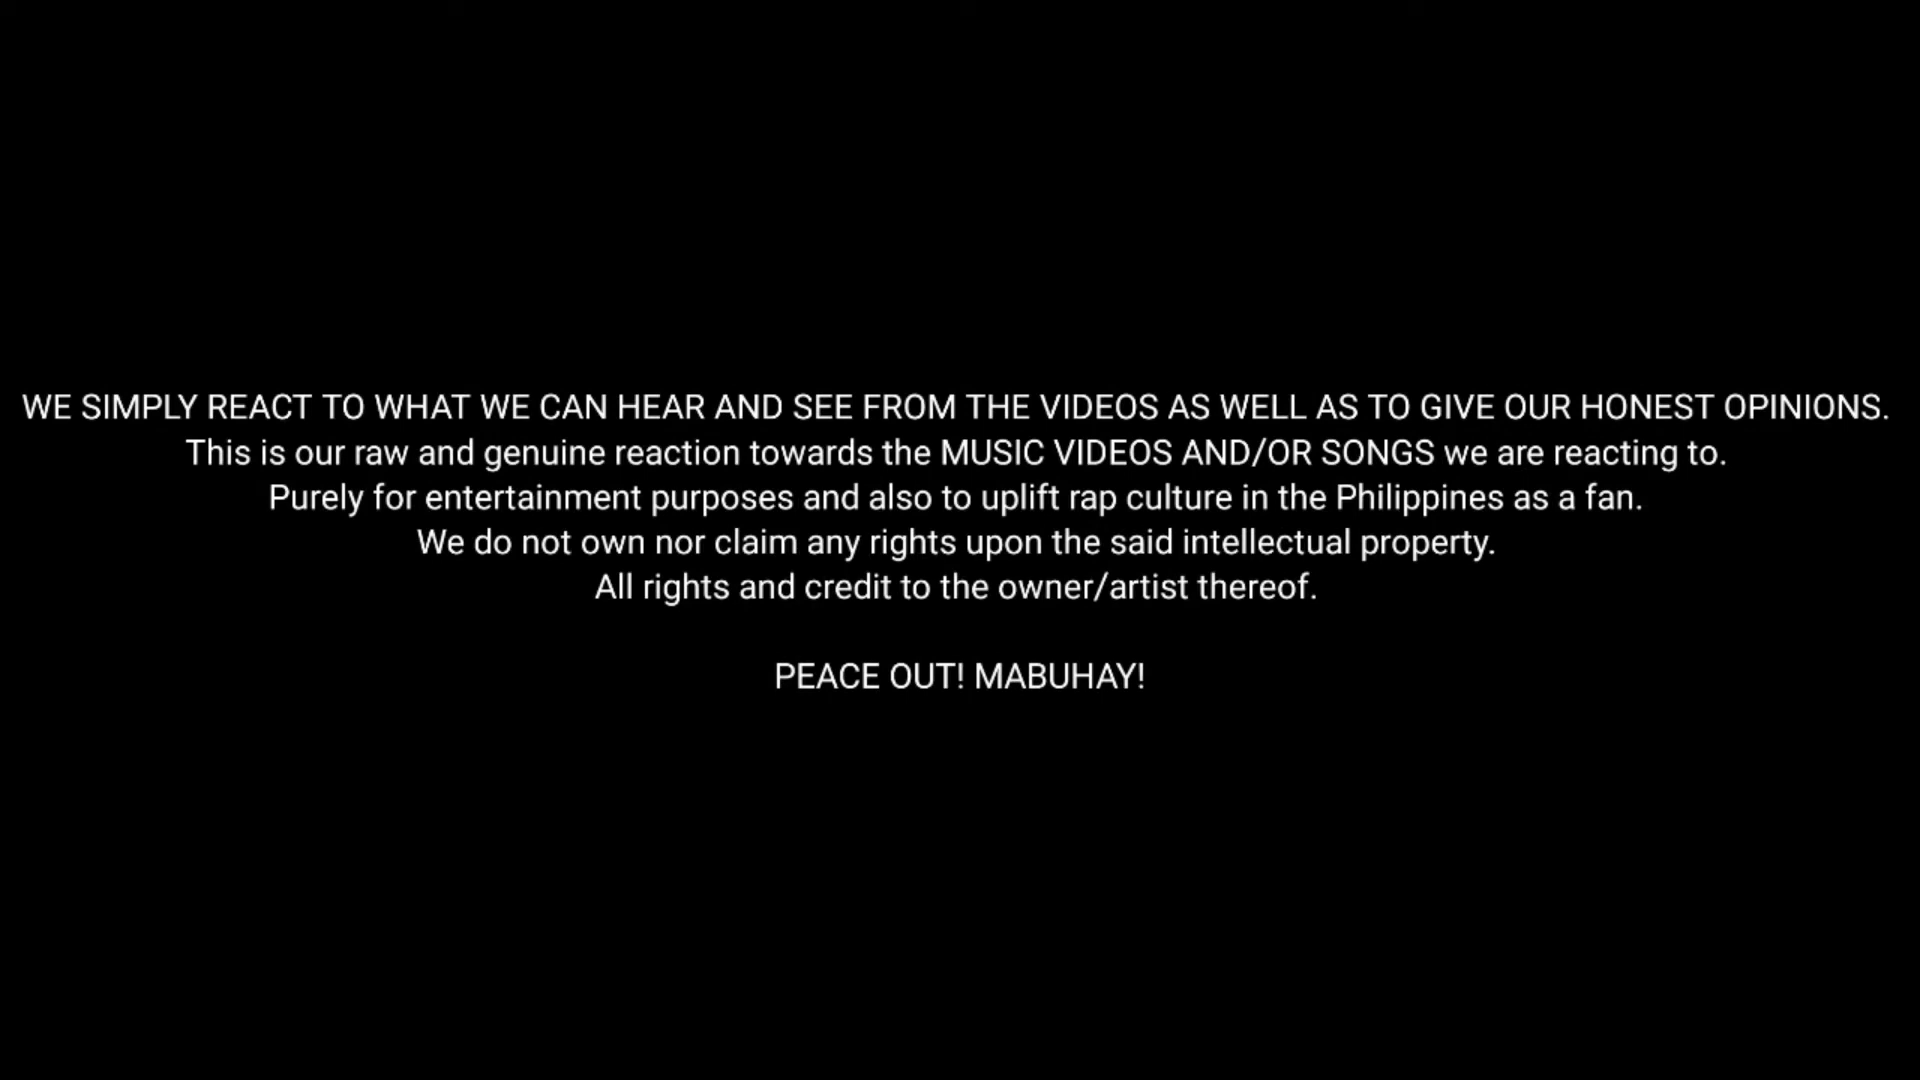 WE SIMPLY REACT TO WHAT WE CAN HEAR AND SEE FROM THE VIDEOS AS WELL AS TO GIVE OUR HONEST OPINIONS.
This is our raw and genuine reaction towards the MUSIC VIDEOS AND/OR SONGS we are reacting to.
Purely for entertainment purposes and also to uplift rap culture in the Philippines as a fan.
We do not own nor claim any rights upon the said intellectual property.
All rights and credit to the owner/artist thereof.
PEACE OUT! MABUHAY!